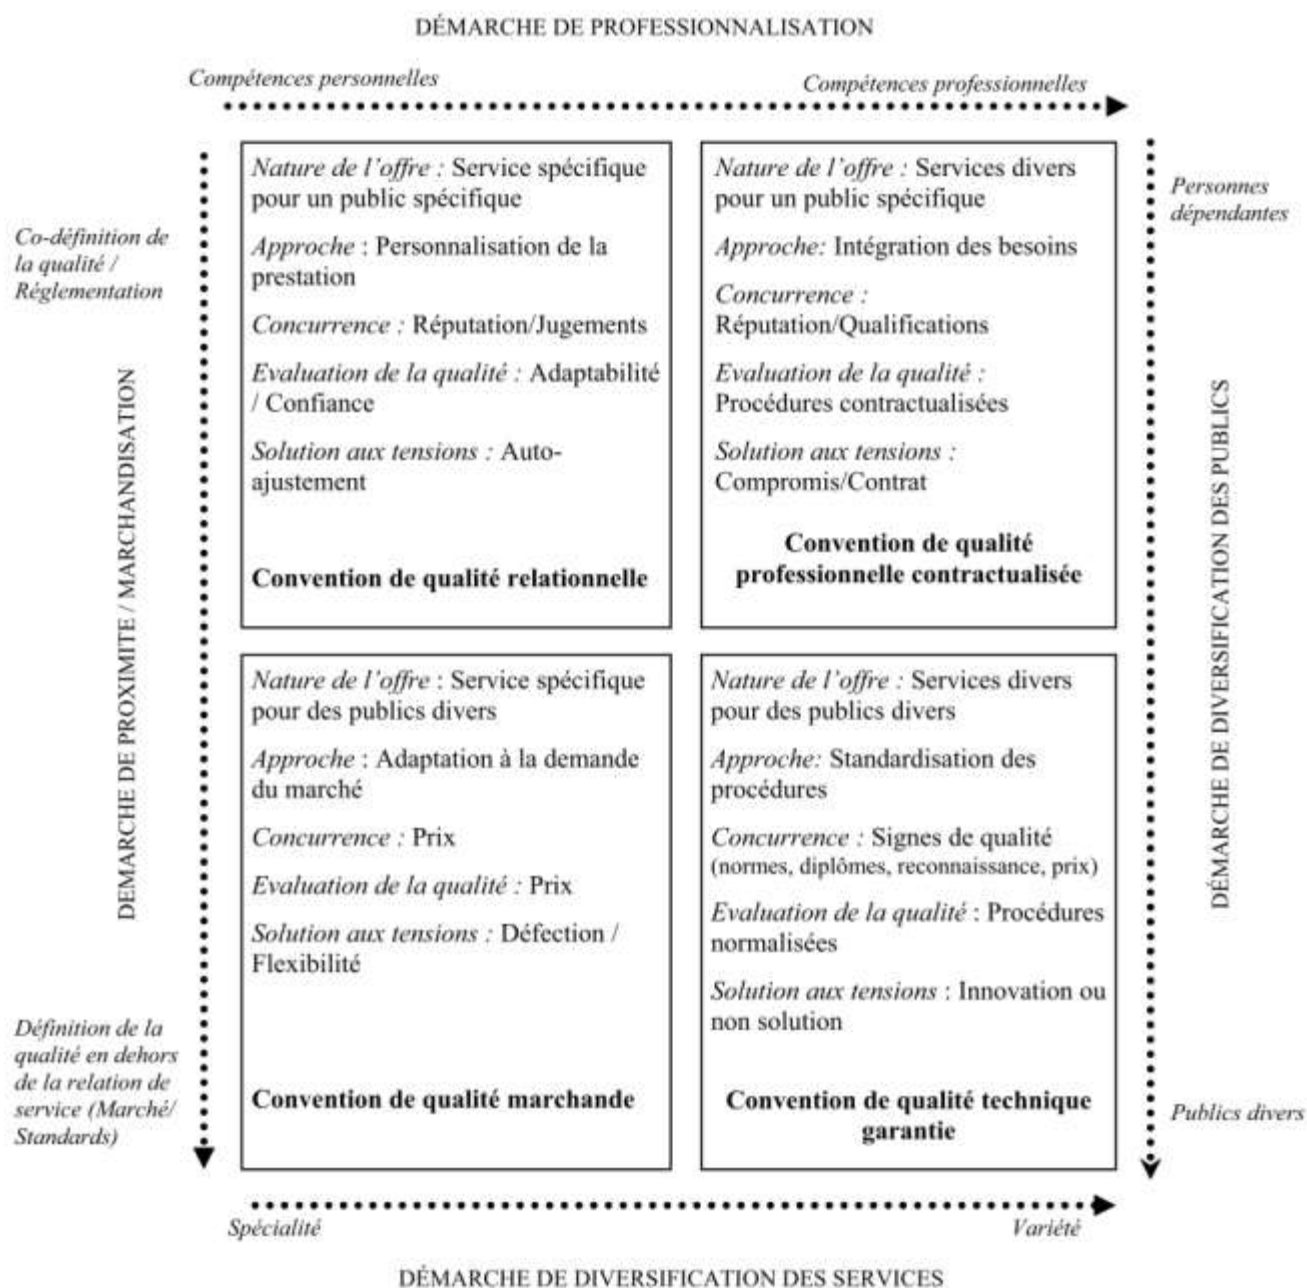 DÉMARCHE DE PROFESSIONNALISATION
Compétences personnelles
Compétences professionnelles
Co-définition de
la qualité /
Réglementation
DEMARCHE DE PROXIMITE / MARCHANDISATION
Définition de la
qualité en dehors
de la relation de
service (Marché/
Standards)
Nature de l'offre : Service spécifique
pour un public spécifique
Approche : Personnalisation de la
prestation
Concurrence : Réputation/Jugements
Evaluation de la qualité : Adaptabilité
/ Confiance
Solution aux tensions : Auto-
ajustement
Convention de qualité relationnelle
Nature de l'offre : Services divers
pour un public spécifique
Approche: Intégration des besoins
Concurrence :
Réputation/Qualifications
Evaluation de la qualité :
Procédures contractualisées
Solution aux tensions :
Compromis/Contrat
Convention de qualité
professionnelle contractualisée
Nature de l'offre : Service spécifique
pour des publics divers
Approche : Adaptation à la demande
du marché
Concurrence : Prix
Evaluation de la qualité : Prix
Solution aux tensions : Défection /
Flexibilité
Convention de qualité marchande
Nature de l'offre : Services divers
pour des publics divers
Approche: Standardisation des
procédures
Concurrence : Signes de qualité
(normes, diplômes, reconnaissance, prix)
Evaluation de la qualité : Procédures
normalisées
Solution aux tensions : Innovation ou
non solution
Convention de qualité technique
garantie
Personnes
dépendantes
DÉMARCHE DE DIVERSIFICATION DES PUBLICS
Publics divers
Spécialité
Variété
DÉMARCHE DE DIVERSIFICATION DES SERVICES